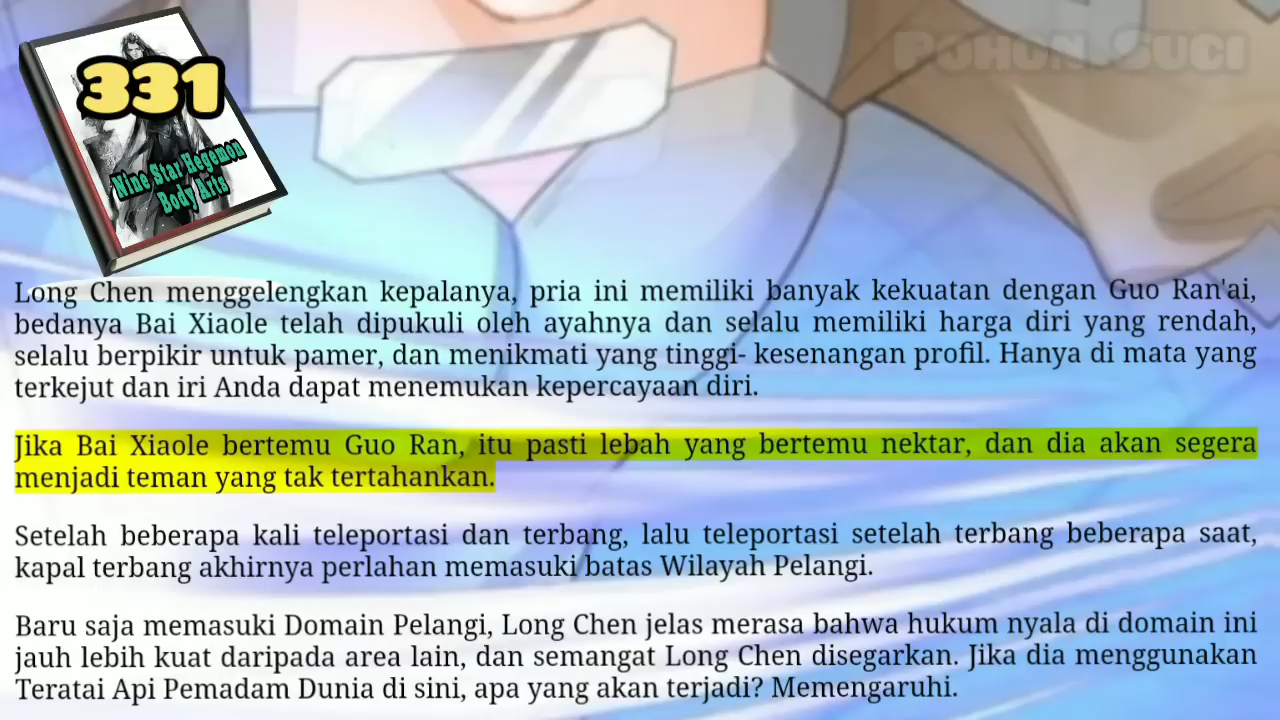 Pohon Suci
331
Nine Star Hegemon
Body Arts
Long Chen menggelengkan kepalanya, pria ini memiliki banyak kekuatan dengan Guo Ran'ai,
bedanya Bai Xiaole telah dipukuli oleh ayahnya dan selalu memiliki harga diri yang rendah,
selalu berpikir untuk pamer, dan menikmati yang tinggi- kesenangan profil. Hanya di mata yang
terkejut dan iri Anda dapat menemukan kepercayaan diri.
Jika Bai Xiaole bertemu Guo Ran, itu pasti lebah yang bertemu nektar, dan dia akan segera
menjadi teman yang tak tertahankan.
Setelah beberapa kali teleportasi dan terbang, lalu teleportasi setelah terbang beberapa saat,
kapal terbang akhirnya perlahan memasuki batas Wilayah Pelangi.
Baru saja memasuki Domain Pelangi, Long Chen jelas merasa bahwa hukum nyala di domain ini
jauh lebih kuat daripada area lain, dan semangat Long Chen disegarkan. Jika dia menggunakan
Teratai Api Pemadam Dunia di sini, apa yang akan terjadi? Memengaruhi.